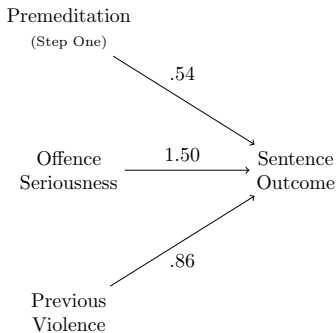 Premeditation
(Step One)
.54
Offence
Seriousness
1.50
Sentence
Outcome
.86
Previous
Violence